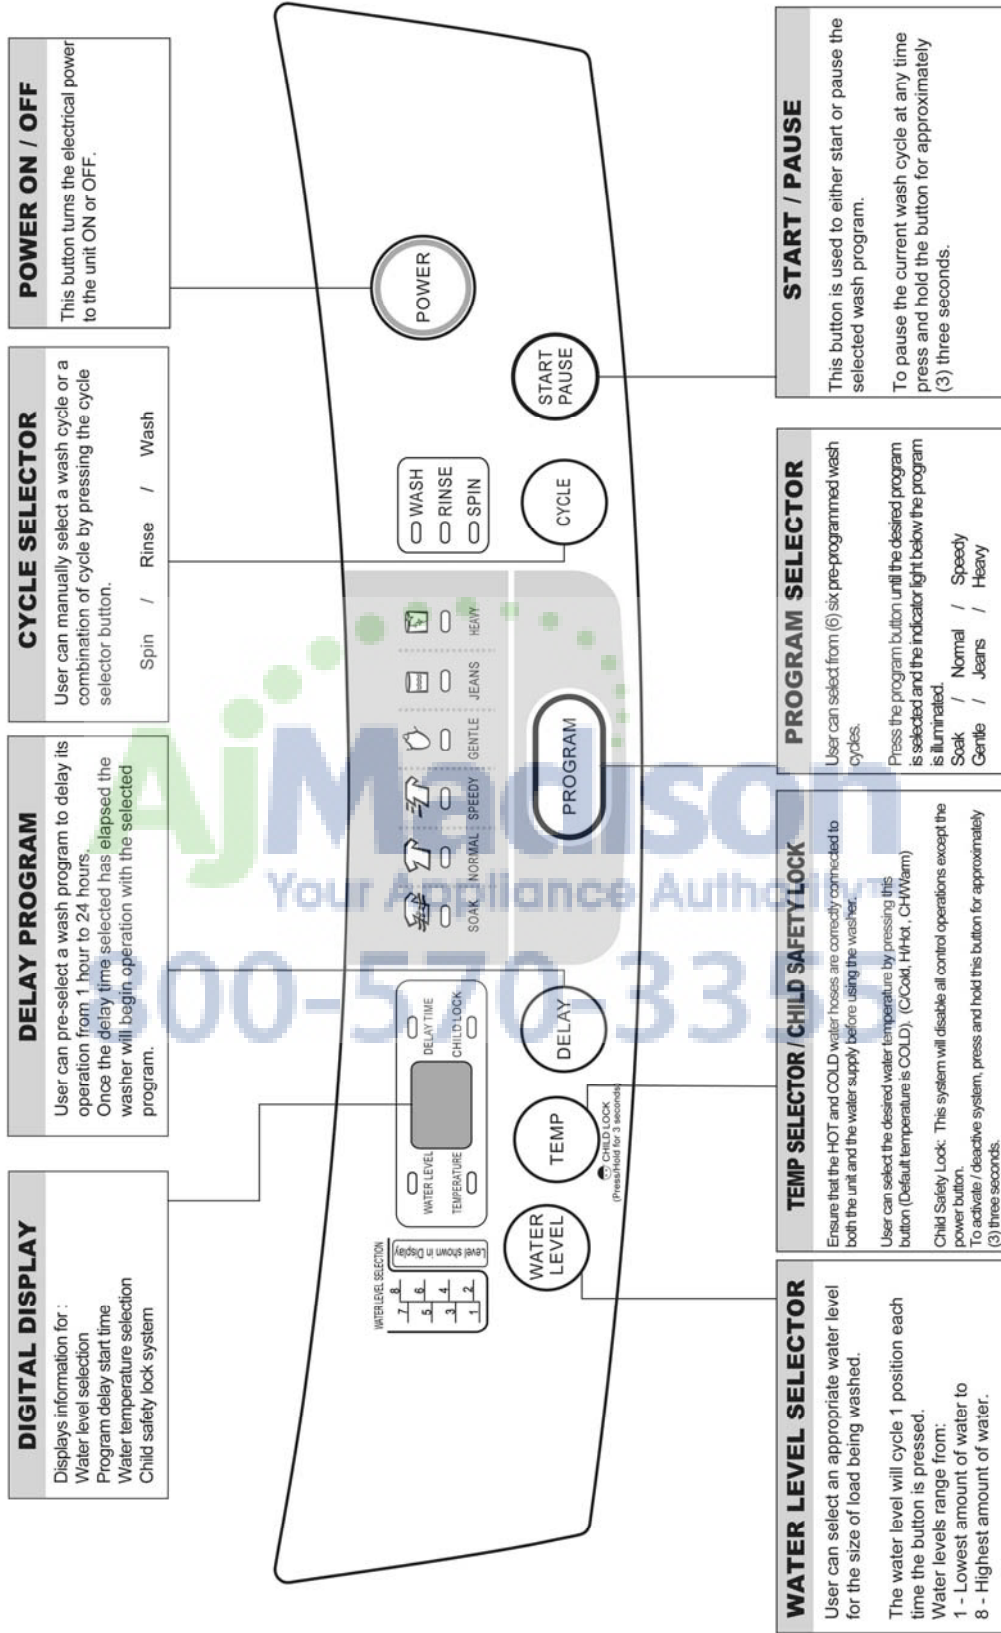 DIGITAL DISPLAY
Displays information for :
Water level selection
Program delay start time
Water temperature selection
Child safety lock system
DELAY PROGRAM
User can pre-select a wash program to delay its
operation from 1 hour to 24 hours.
Once the delay time selected has elapsed the
washer will begin operation with the selected
program.
CYCLE SELECTOR
User can manually select a wash cycle or a
combination of cycle by pressing the cycle
selector button.
Spin / Rinse / Wash
POWER ON / OFF
This button turns the electrical power
to the unit ON or OFF.
WATER LEVEL SELECTION
7 8
5 6
3 4
1 2
Level shown in Display
WATER LEVEL
TEMPERATURE
DELAY TIME
CHILD LOCK
SOAK
NORMAL
SPEEDY
GENTLE
JEANS
HEAVY
WASH
RINSE
SPIN
WATER
LEVEL
TEMP
CHILD LOCK
(Press/Hold for 3 seconds)
DELAY
PROGRAM
CYCLE
START
PAUSE
POWER
AjMadison
Your Appliance Authority™
800-570-3355
WATER LEVEL SELECTOR
User can select an appropriate water level
for the size of load being washed.
The water level will cycle 1 position each
time the button is pressed.
Water levels range from:
1 - Lowest amount of water to
8 - Highest amount of water.
TEMP SELECTOR / CHILD SAFETY LOCK
Ensure that the HOT and COLD water hoses are correctly connected to
both the unit and the water supply before using the washer.
User can select the desired water temperature by pressing this
button (Default temperature is COLD). (C/Cold, H/Hot , CH/Warm)
Child Safety Lock: This system will disable all control operations except the
power button.
To activate / deactive system, press and hold this button for approximately
(3) three seconds.
PROGRAM SELECTOR
User can select from (6) six pre-programmed wash
cycles.
Press the program button until the desired program
is selected and the indicator light below the program
is illuminated.
Soak / Normal / Speedy
Gentle / Jeans / Heavy
START / PAUSE
This button is used to either start or pause the
selected wash program.
To pause the current wash cycle at any time
press and hold the button for approximately
(3) three seconds.